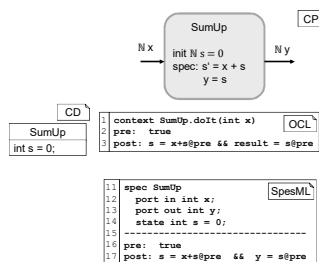 CP
SumUp
ℕ x
init ℕ s = 0
spec: s' = x + s
y = s
ℕ y
CD
SumUp
int s = 0;
OCL
1 context SumUp.doIt(int x)
2 pre: true
3 post: s = x+s@pre && result = s@pre
SpesML
11 spec SumUp
12 port in int x;
13 port out int y;
14 state int s = 0;
15 --------------------------------------
16 pre: true
17 post: s = x+s@pre && y = s@pre